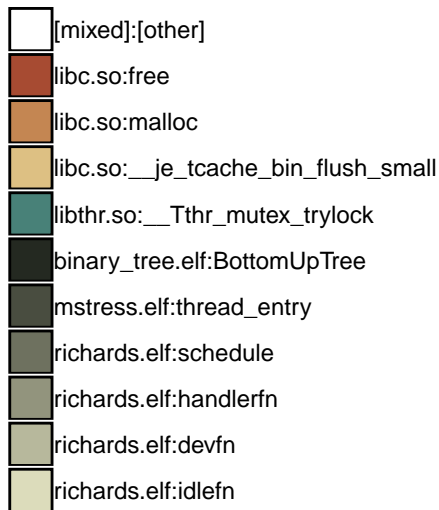 [mixed]:[other]
libc.so:free
libc.so:malloc
libc.so:__je_tcache_bin_flush_small
libthr.so:__Tthr_mutex_trylock
binary_tree.elf:BottomUpTree
mstress.elf:thread_entry
richards.elf:schedule
richards.elf:handlerfn
richards.elf:devfn
richards.elf:idlefn